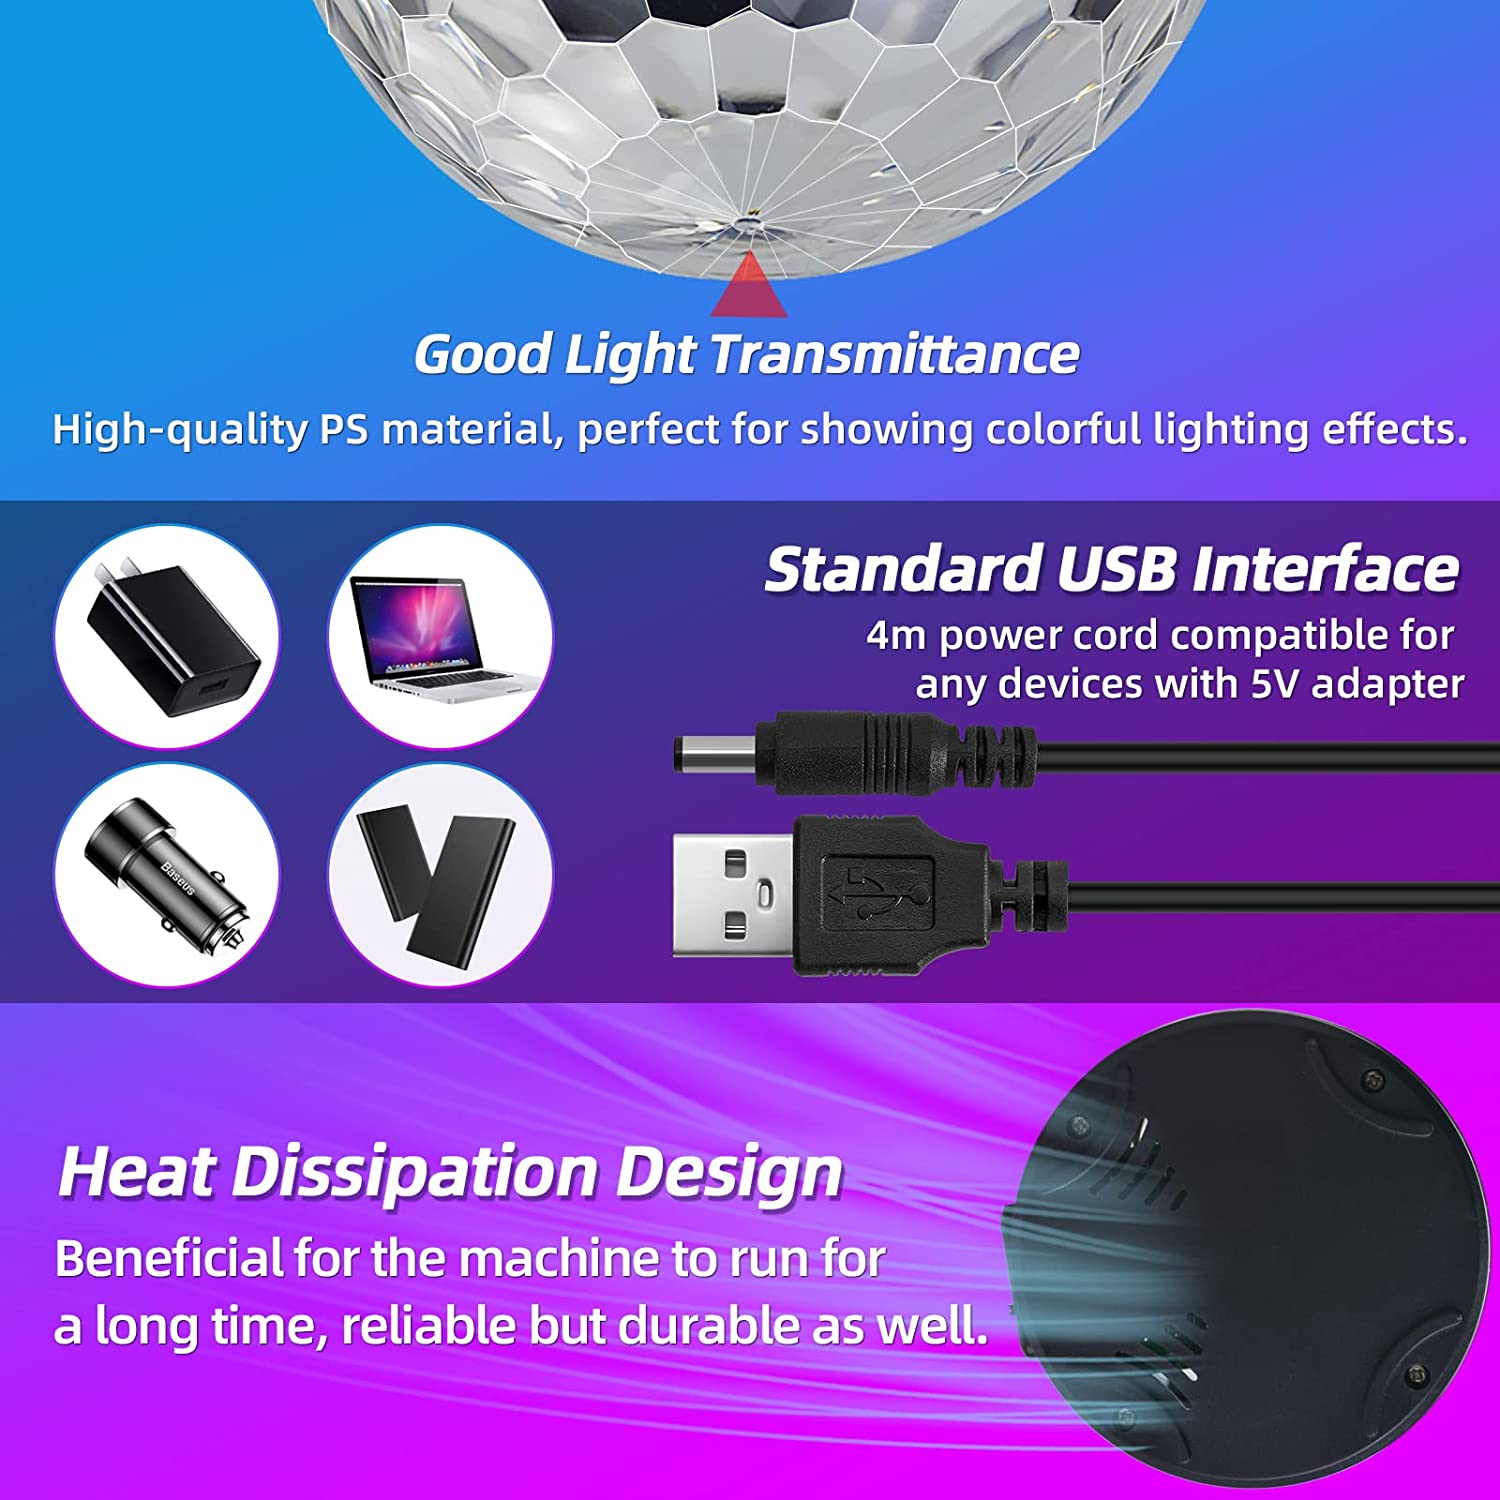 Good Light Transmittance
High-quality PS material, perfect for showing colorful lighting effects.
Standard USB Interface
4m power cord compatible for
any devices with 5V adapter
Baseus
Heat Dissipation Design
Beneficial for the machine to run for
a long time, reliable but durable as well.